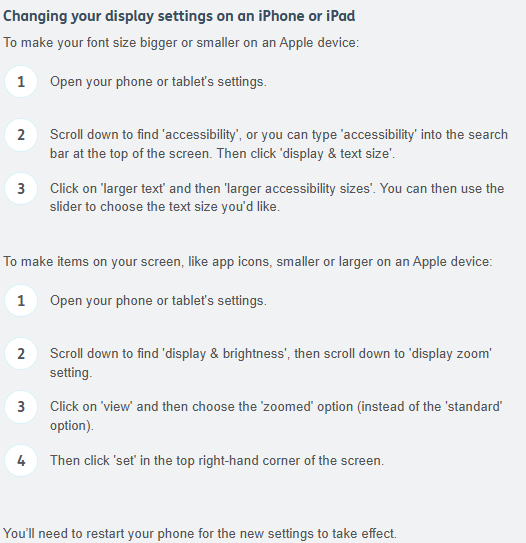 Changing your display settings on an iPhone or iPad
To make your font size bigger or smaller on an Apple device:
1 Open your phone or tablet's settings.
2 Scroll down to find 'accessibility', or you can type 'accessibility' into the search
bar at the top of the screen. Then click 'display & text size'.
3 Click on 'larger text' and then 'larger accessibility sizes'. You can then use the
slider to choose the text size you'd like.
To make items on your screen, like app icons, smaller or larger on an Apple device:
1 Open your phone or tablet's settings.
2 Scroll down to find 'display & brightness', then scroll down to 'display zoom'
setting.
3 Click on 'view' and then choose the 'zoomed' option (instead of the 'standard'
option).
4 Then click 'set' in the top right-hand corner of the screen.
You’ll need to restart your phone for the new settings to take effect.